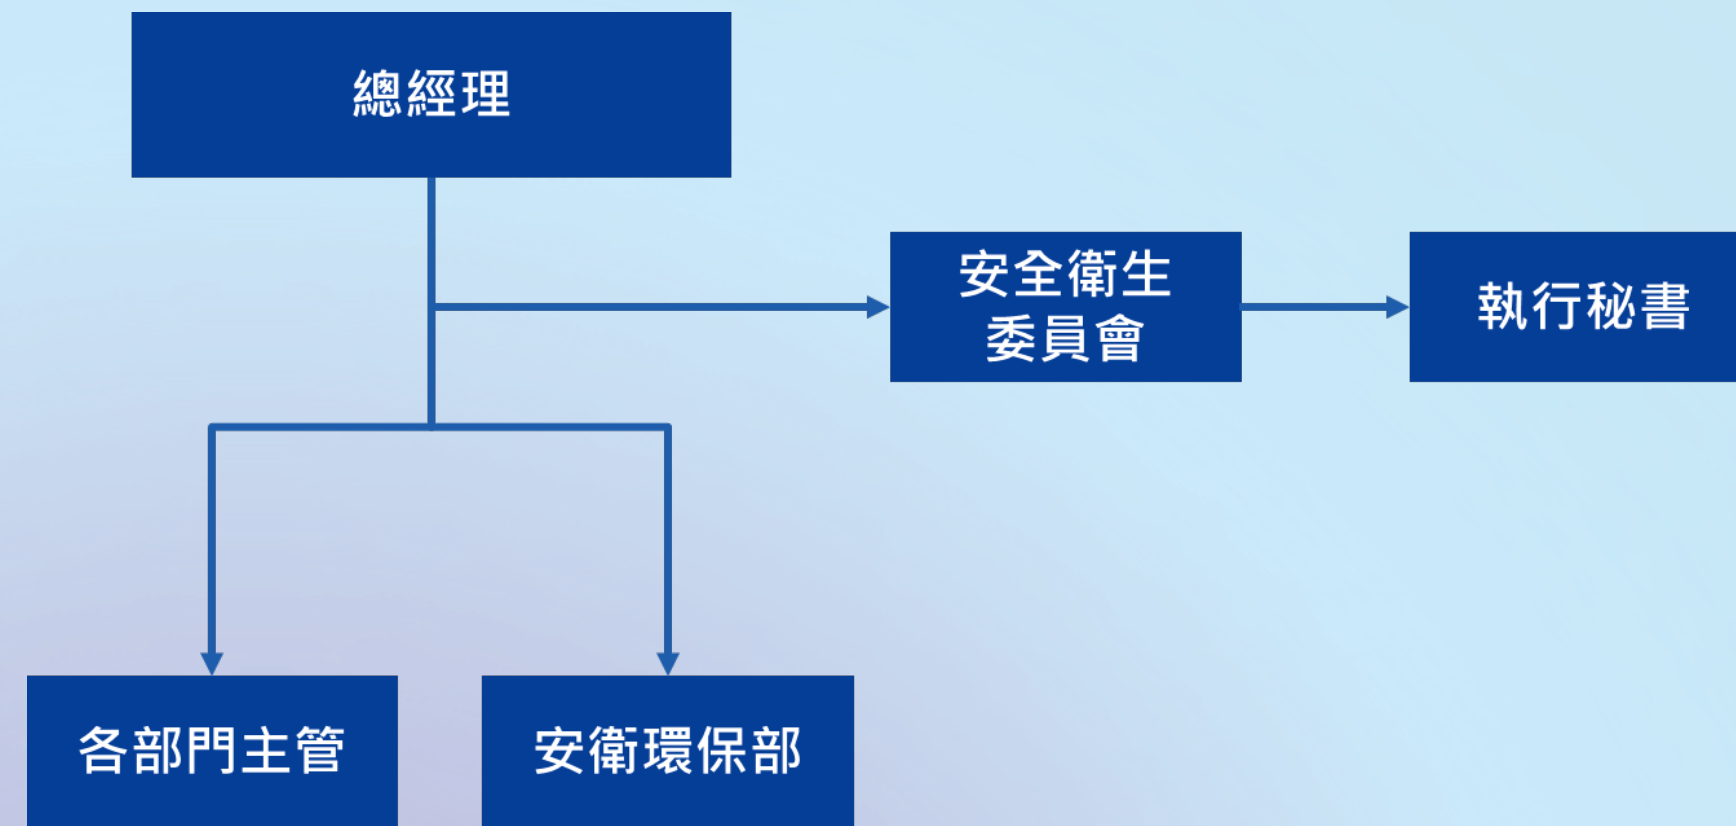 總經理
安全衛生
委員會
執行秘書
各部門主管
安衛環保部